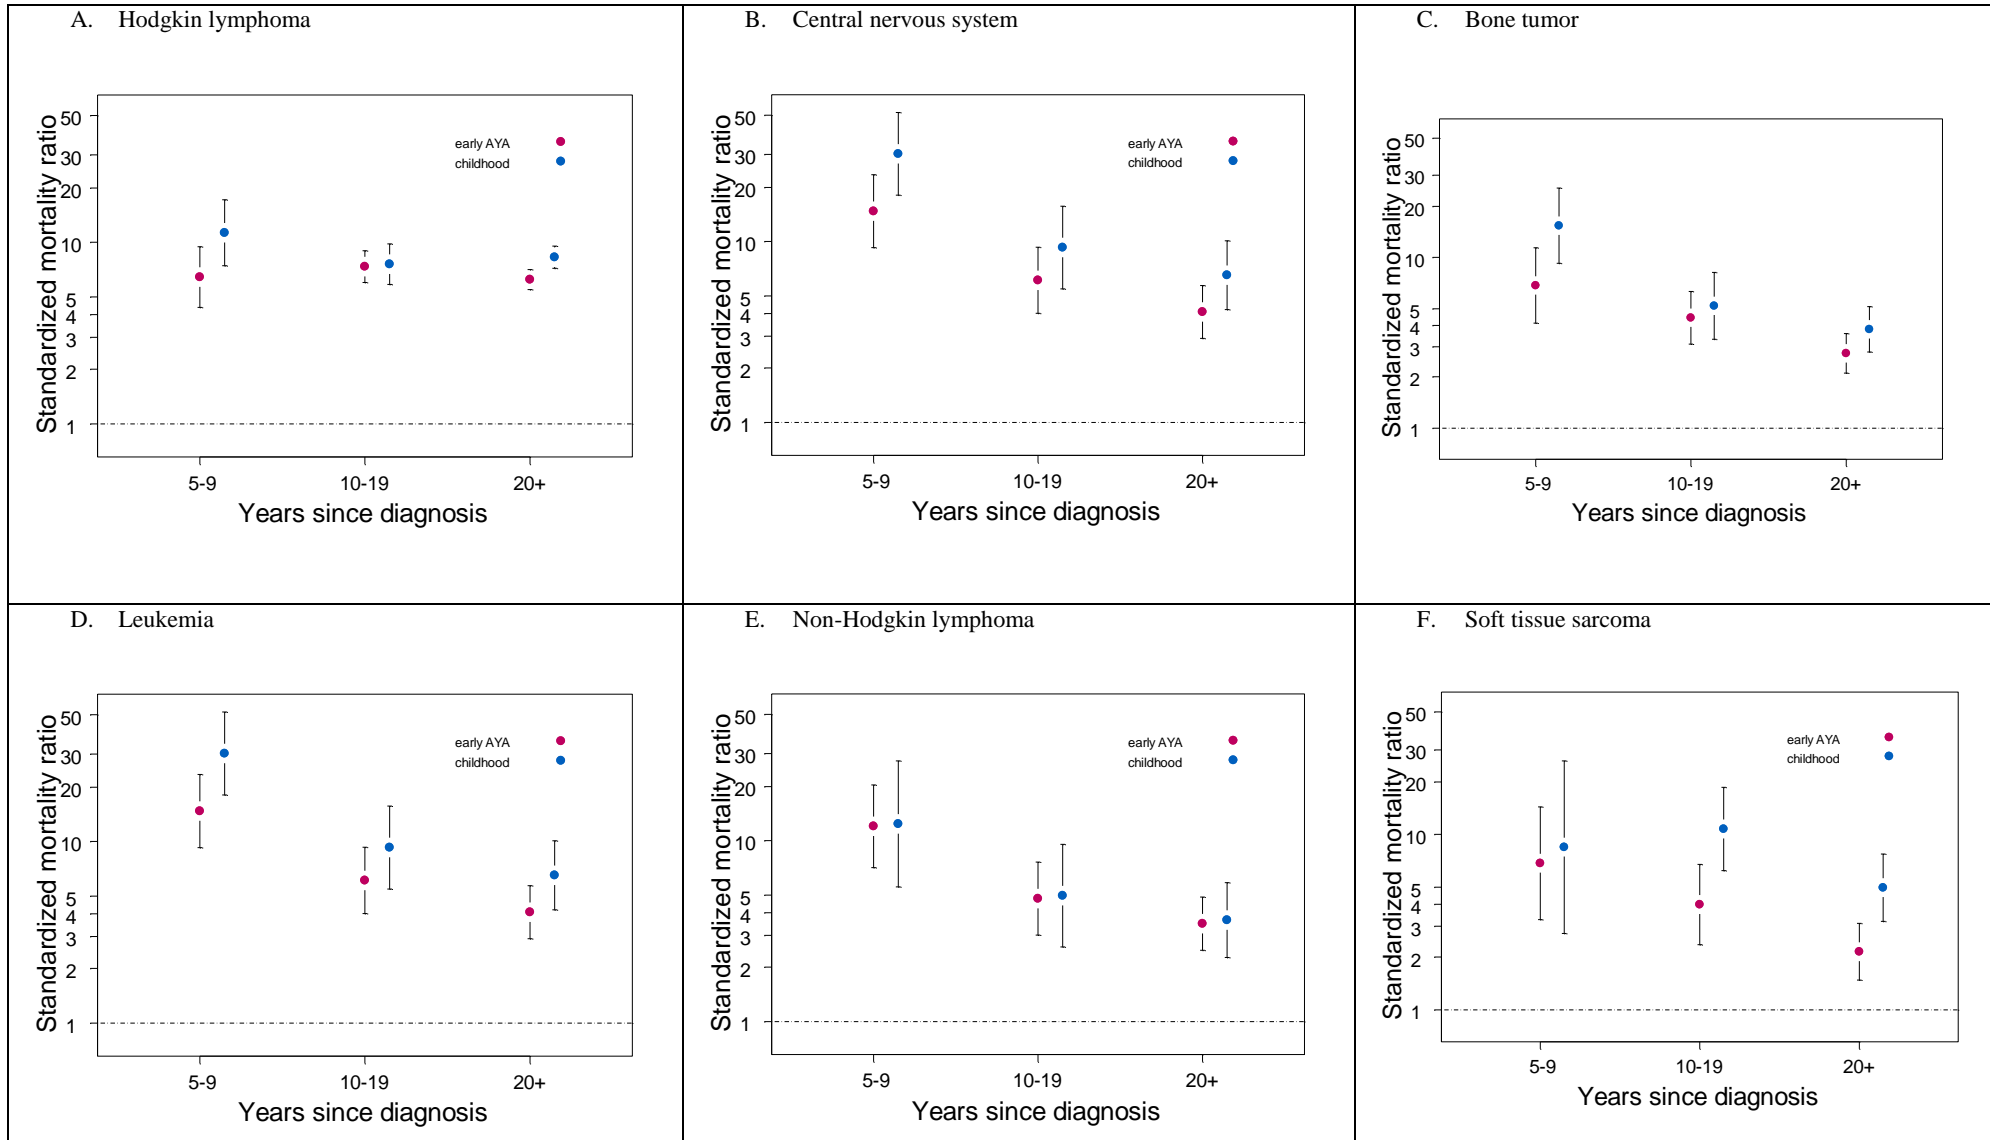 A. Hodgkin lymphoma
Standardized mortality ratio
50
30
20
10
5
4
3
2
1
early AYA
childhood
5-9
10-19
20+
Years since diagnosis
B. Central nervous system
Standardized mortality ratio
50
30
20
10
5
4
3
2
1
early AYA
childhood
5-9
10-19
20+
Years since diagnosis
C. Bone tumor
Standardized mortality ratio
50
30
20
10
5
4
3
2
1
5-9
10-19
20+
Years since diagnosis
D. Leukemia
Standardized mortality ratio
50
30
20
10
5
4
3
2
1
early AYA
childhood
5-9
10-19
20+
Years since diagnosis
E. Non-Hodgkin lymphoma
Standardized mortality ratio
50
30
20
10
5
4
3
2
1
early AYA
childhood
5-9
10-19
20+
Years since diagnosis
F. Soft tissue sarcoma
Standardized mortality ratio
50
30
20
10
5
4
3
2
1
early AYA
childhood
5-9
10-19
20+
Years since diagnosis